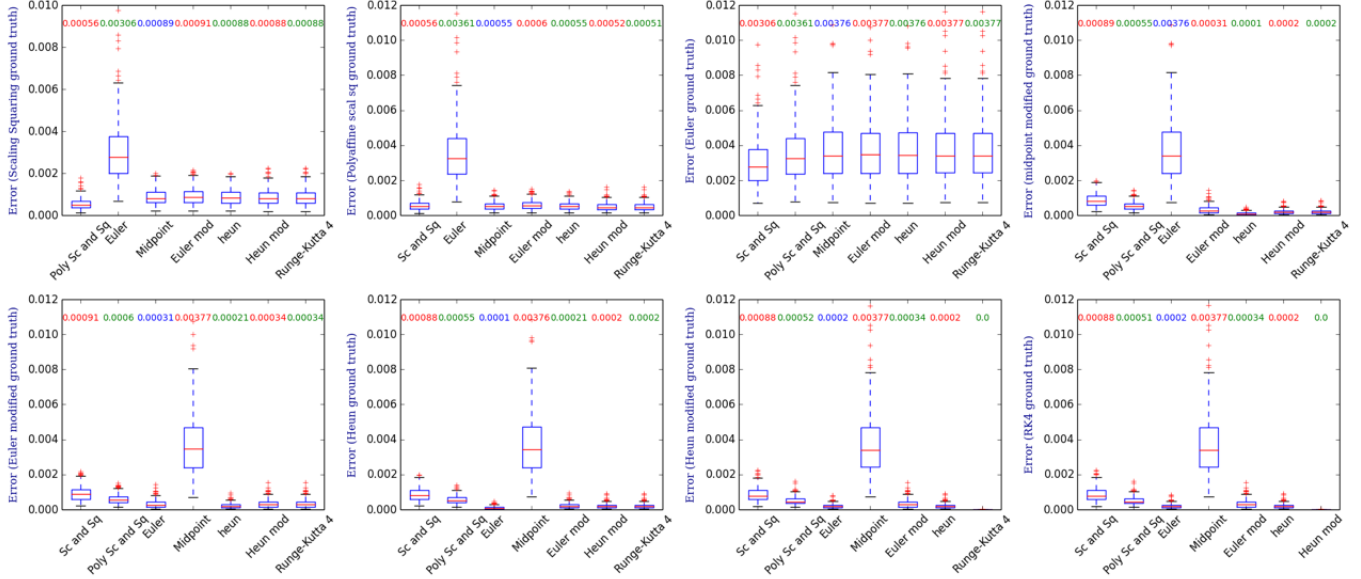 0.00056 0.00306 0.00089 0.00091 0.00088 0.00088 0.00088
0.010
0.008
0.006
0.004
0.002
0.000
Error (Scaling Squaring ground truth)
Poly Sc and Sq
Euler
Midpoint
Euler mod
heun
Heun mod
Runge-Kutta 4
0.00056 0.00361 0.00055 0.0006 0.00055 0.00052 0.00051
0.012
0.010
0.008
0.006
0.004
0.002
0.000
Error (Polyaffine scal sq ground truth)
Sc and Sq
Euler
Midpoint
Euler mod
heun
Heun mod
Runge-Kutta 4
0.00306 0.00361 0.00376 0.00377 0.00376 0.00377 0.00377
0.012
0.010
0.008
0.006
0.004
0.002
0.000
Error (Euler ground truth)
Sc and Sq
Poly Sc and Sq
Midpoint
Euler mod
heun
Heun mod
Runge-Kutta 4
0.00089 0.00055 0.00376 0.00031 0.0001 0.0002 0.0002
0.012
0.010
0.008
0.006
0.004
0.002
0.000
Error (midpoint modified ground truth)
Sc and Sq
Poly Sc and Sq
Euler
Euler mod
heun
Heun mod
Runge-Kutta 4
0.00091 0.0006 0.00031 0.00377 0.00021 0.00034 0.00034
0.012
0.010
0.008
0.006
0.004
0.002
0.000
Error (Euler modified ground truth)
Sc and Sq
Poly Sc and Sq
Euler
Midpoint
heun
Heun mod
Runge-Kutta 4
0.00088 0.00055 0.0001 0.00376 0.00021 0.0002 0.0002
0.012
0.010
0.008
0.006
0.004
0.002
0.000
Error (Heun ground truth)
Sc and Sq
Poly Sc and Sq
Euler
Midpoint
Euler mod
Heun mod
Runge-Kutta 4
0.00088 0.00052 0.0002 0.00377 0.00034 0.0002 0.0
0.012
0.010
0.008
0.006
0.004
0.002
0.000
Error (Heun modified ground truth)
Sc and Sq
Poly Sc and Sq
Euler
Midpoint
Euler mod
heun
Runge-Kutta 4
0.00088 0.00051 0.0002 0.00377 0.00034 0.0002 0.0
0.012
0.010
0.008
0.006
0.004
0.002
0.000
Error (RK4 ground truth)
Sc and Sq
Poly Sc and Sq
Euler
Midpoint
Euler mod
heun
Heun mod